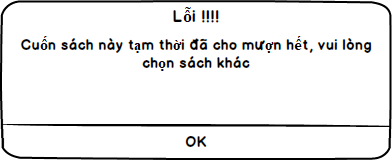 Lỗi !!!!
Cuốn sách này tạm thời đã cho mượn hết, vui lòng
chọn sách khác
OK